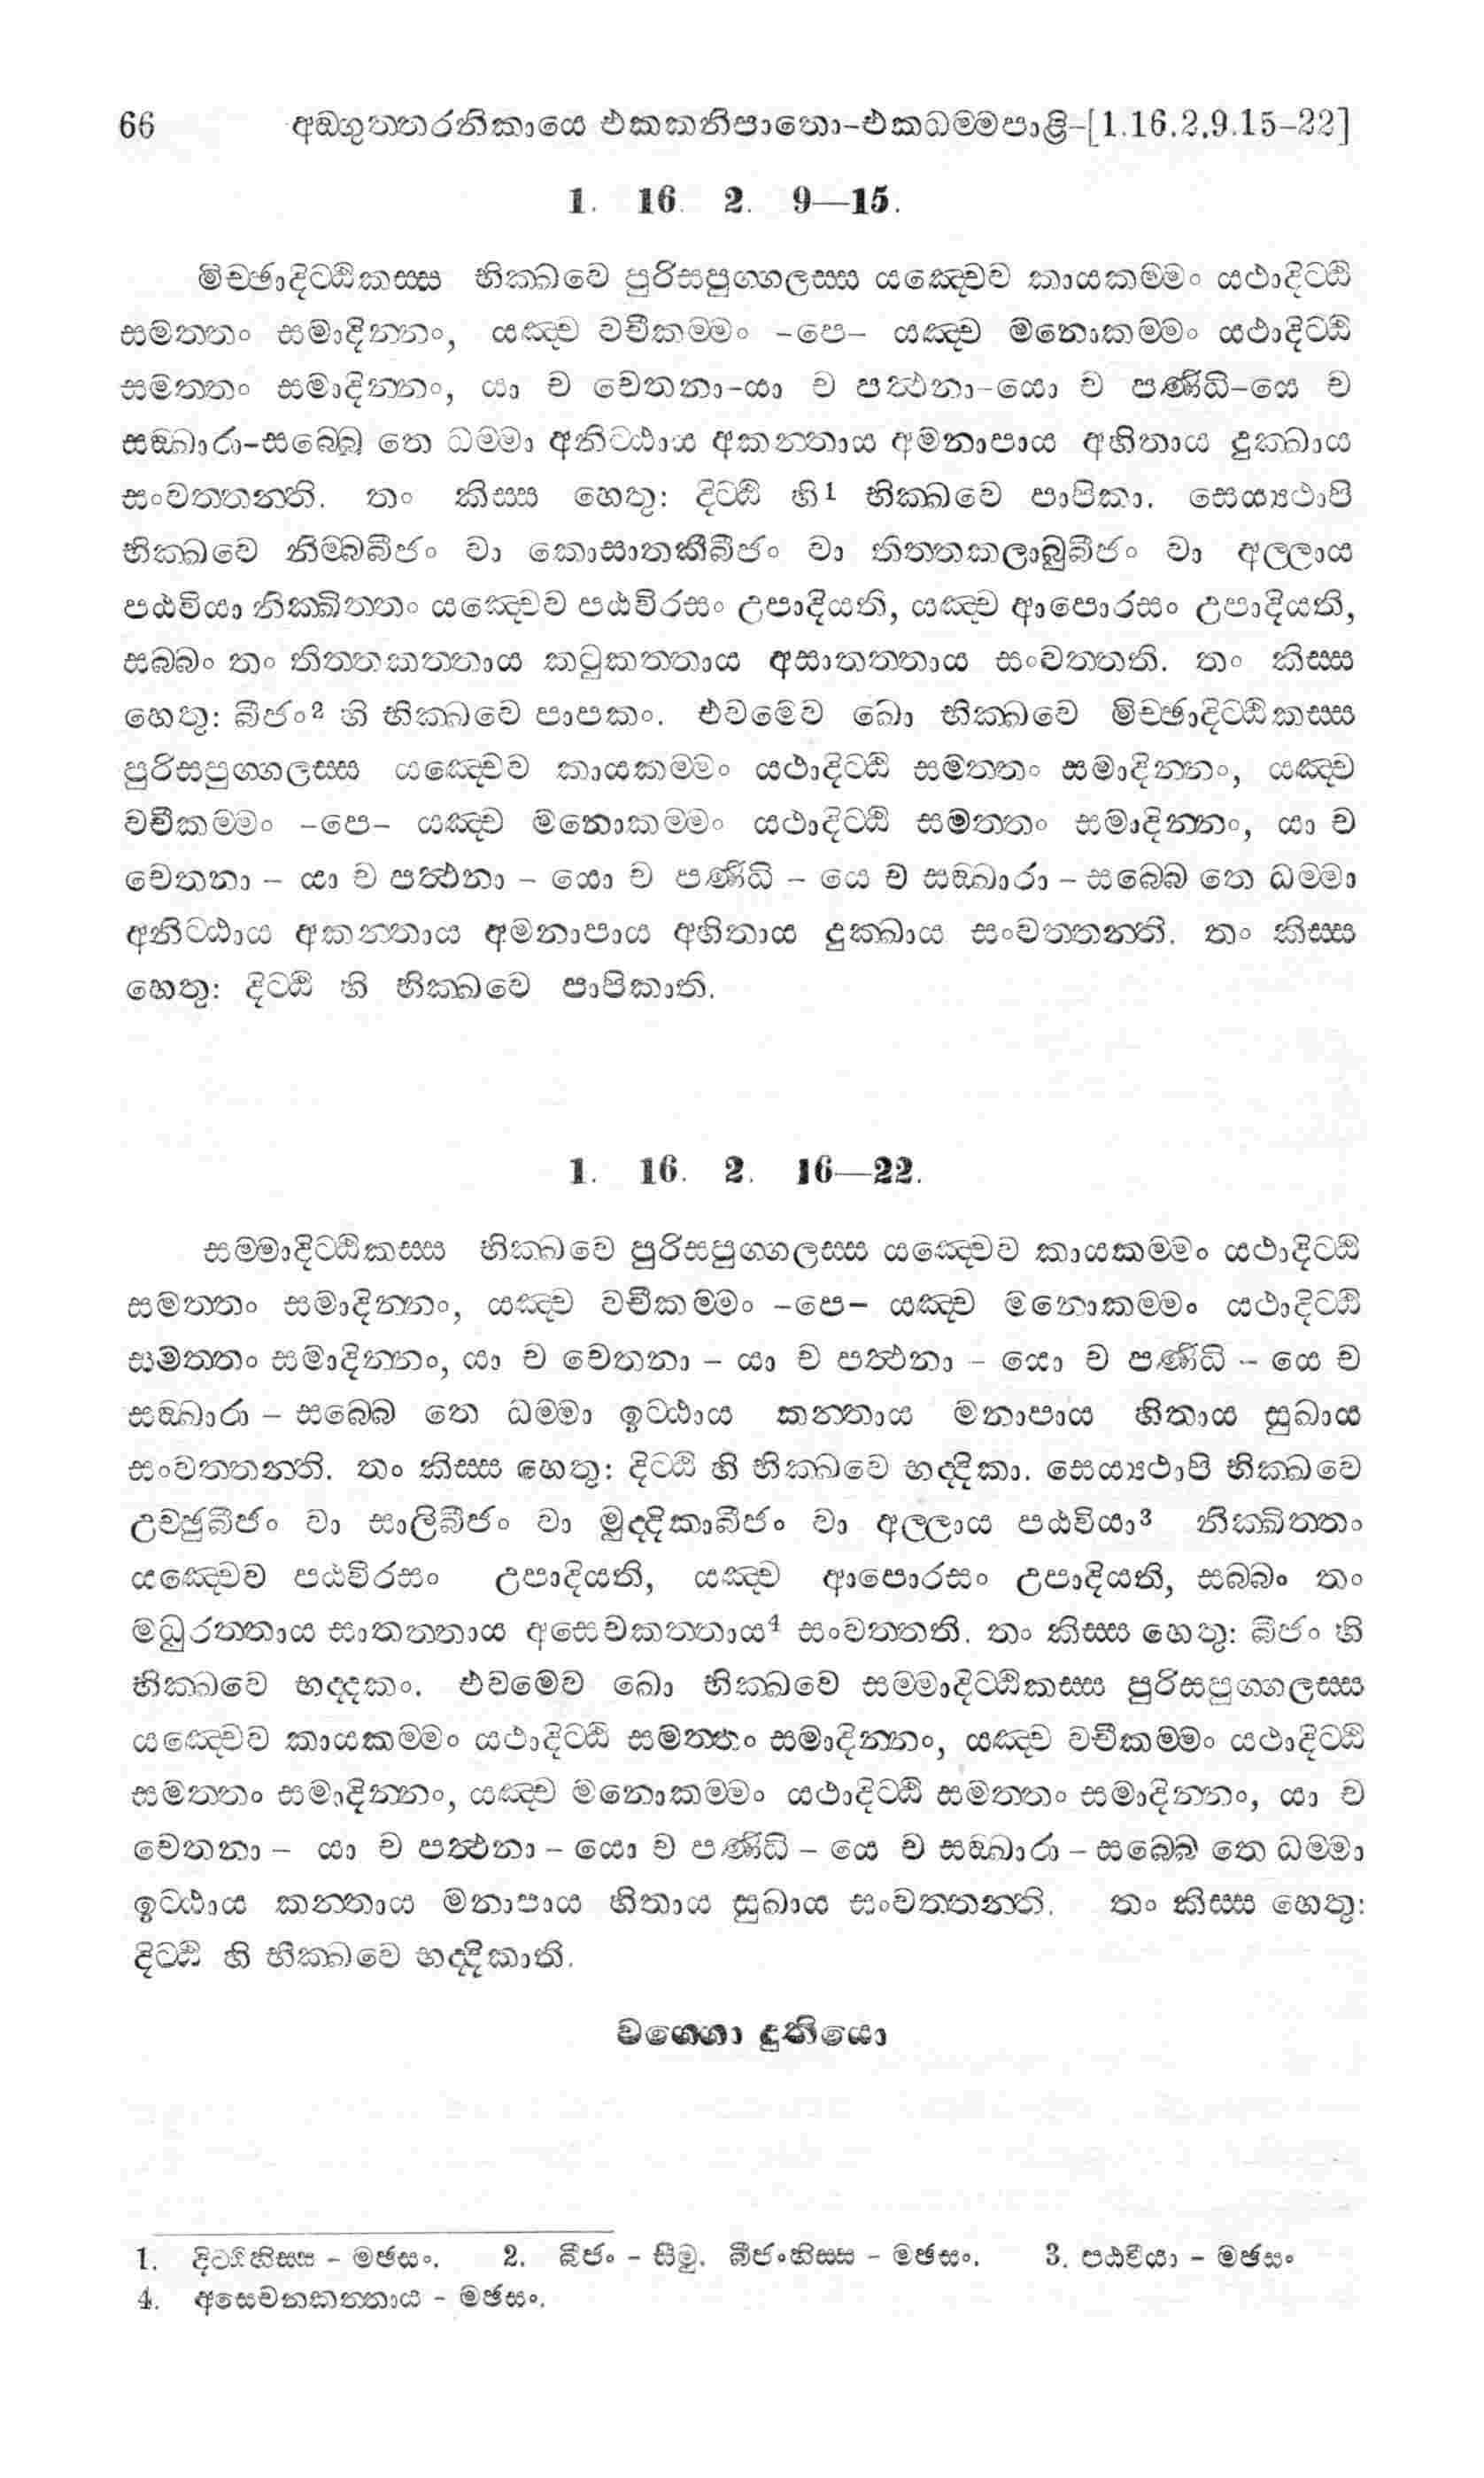 66 අඞ්ගුත්තරනිකායෙ එකකනිපාතො-එකධම්මපාළි-[1.16.2.9.15-22]
1. 16. 2. 9—15.
මිච්ඡාදිට්ඨිකස්ස භික්ඛවෙ පුරිසපුග්ගලස්ස යඤ්චෙව කායකම්මං යථාදිට්ඨි
සමත්තං සමාදින්නං, යඤ්ච වචීකම්මං -පෙ- යඤ්ච මනොකම්මං යථාදිට්ඨි
සමත්තං සමාදින්නං, යා ච චෙතනා-යා ච පත්ථනා-යො ච පණිධි-යෙ ච
සඞ්ඛාරා-සබ්බෙ තෙ ධම්මා අනිට්ඨාය අකන්තාය අමනාපාය අහිතාය දුක්ඛාය
සංවත්තන්ති. තං කිස්ස හෙතු: දිට්ඨි හි1 භික්ඛවෙ පාපිකා. සෙය්‍යථාපි
භික්ඛවෙ නිම්බබීජං වා කොසාතකීබීජං වා තිත්තකලාබුබීජං වා අල්ලාය
පඨවියා නික්ඛිත්තං යඤ්චෙව පඨවිරසං උපාදියති, යඤ්ච ආපොරසං උපාදියති,
සබ්බං තං තිත්තකත්තාය කටුකත්තාය අසාතත්තාය සංවත්තති. තං කිස්ස
හෙතු: බීජං2 හි භික්ඛවෙ පාපකං. එවමෙව ඛො භික්ඛවෙ මිච්ඡාදිට්ඨිකස්ස
පුරිසපුග්ගලස්ස යඤ්චෙව කායකම්මං යථාදිට්ඨි සමත්තං සමාදින්නං, යඤ්ච
වචීකම්මං -පෙ- යඤ්ච මනොකම්මං යථාදිට්ඨි සමත්තං සමාදින්නං, යා ච
චෙතනා - යා ච පත්ථනා - යො ච පණිධි - යෙ ච සඞ්ඛාරා - සබ්බෙ තෙ ධම්මා
අනිට්ඨාය අකන්තාය අමනාපාය අහිතාය දුක්ඛාය සංවත්තන්ති. තං කිස්ස
හෙතු: දිට්ඨි හි භික්ඛවෙ පාපිකාති.
1. 16. 2. 16—22.
සම්මාදිට්ඨිකස්ස භික්ඛවෙ පුරිසපුග්ගලස්ස යඤ්චෙව කායකම්මං යථාදිට්ඨි
සමත්තං සමාදින්නං, යඤ්ච වචීකම්මං -පෙ- යඤ්ච මනොකම්මං යථාදිට්ඨි
සමත්තං සමාදින්නං, යා ච චෙතනා - යා ච පත්ථනා - යො ච පණිධි - යෙ ච
සඞ්ඛාරා - සබ්බෙ තෙ ධම්මා ඉට්ඨාය කන්තාය මනාපාය හිතාය සුඛාය
සංවත්තන්ති. තං කිස්ස හෙතු: දිට්ඨි හි භික්ඛවෙ භද්දිකා. සෙය්‍යථාපි භික්ඛවෙ
උච්ඡුබීජං වා සාලිබීජං වා මුද්දිකාබීජං වා අල්ලාය පඨවියා3 නික්ඛිත්තං
යඤ්චෙව පඨවිරසං උපාදියති, යඤ්ච ආපොරසං උපාදියති, සබ්බං තං
මධුරත්තාය සාතත්තාය අසෙචකත්තාය4 සංවත්තති. තං කිස්ස හෙතු: බීජං හි
භික්ඛවෙ භද්දකං. එවමෙව ඛො භික්ඛවෙ සම්මාදිට්ඨිකස්ස පුරිසපුග්ගලස්ස
යඤ්චෙව කායකම්මං යථාදිට්ඨි සමත්තං සමාදින්නං, යඤ්ච වචීකම්මං යථාදිට්ඨි
සමත්තං සමාදින්නං, යඤ්ච මනොකම්මං යථාදිට්ඨි සමත්තං සමාදින්නං, යා ච
චෙතනා - යා ච පත්ථනා - යො ච පණිධි - යෙ ච සඞ්ඛාරා - සබ්බෙ තෙ ධම්මා
ඉට්ඨාය කන්තාය මනාපාය හිතාය සුඛාය සංවත්තන්ති. තං කිස්ස හෙතු:
දිට්ඨි හි භික්ඛවෙ භද්දිකාති.
වග්ගො දුතියො
1. දිට්ඨිහිස්ස - මඡසං. 2. බීජං - සීමු. බීජංහිස්ස - මඡසං. 3. පඨවීයා - මඡසං
4. අසෙචනකත්තාය - මඡසං.